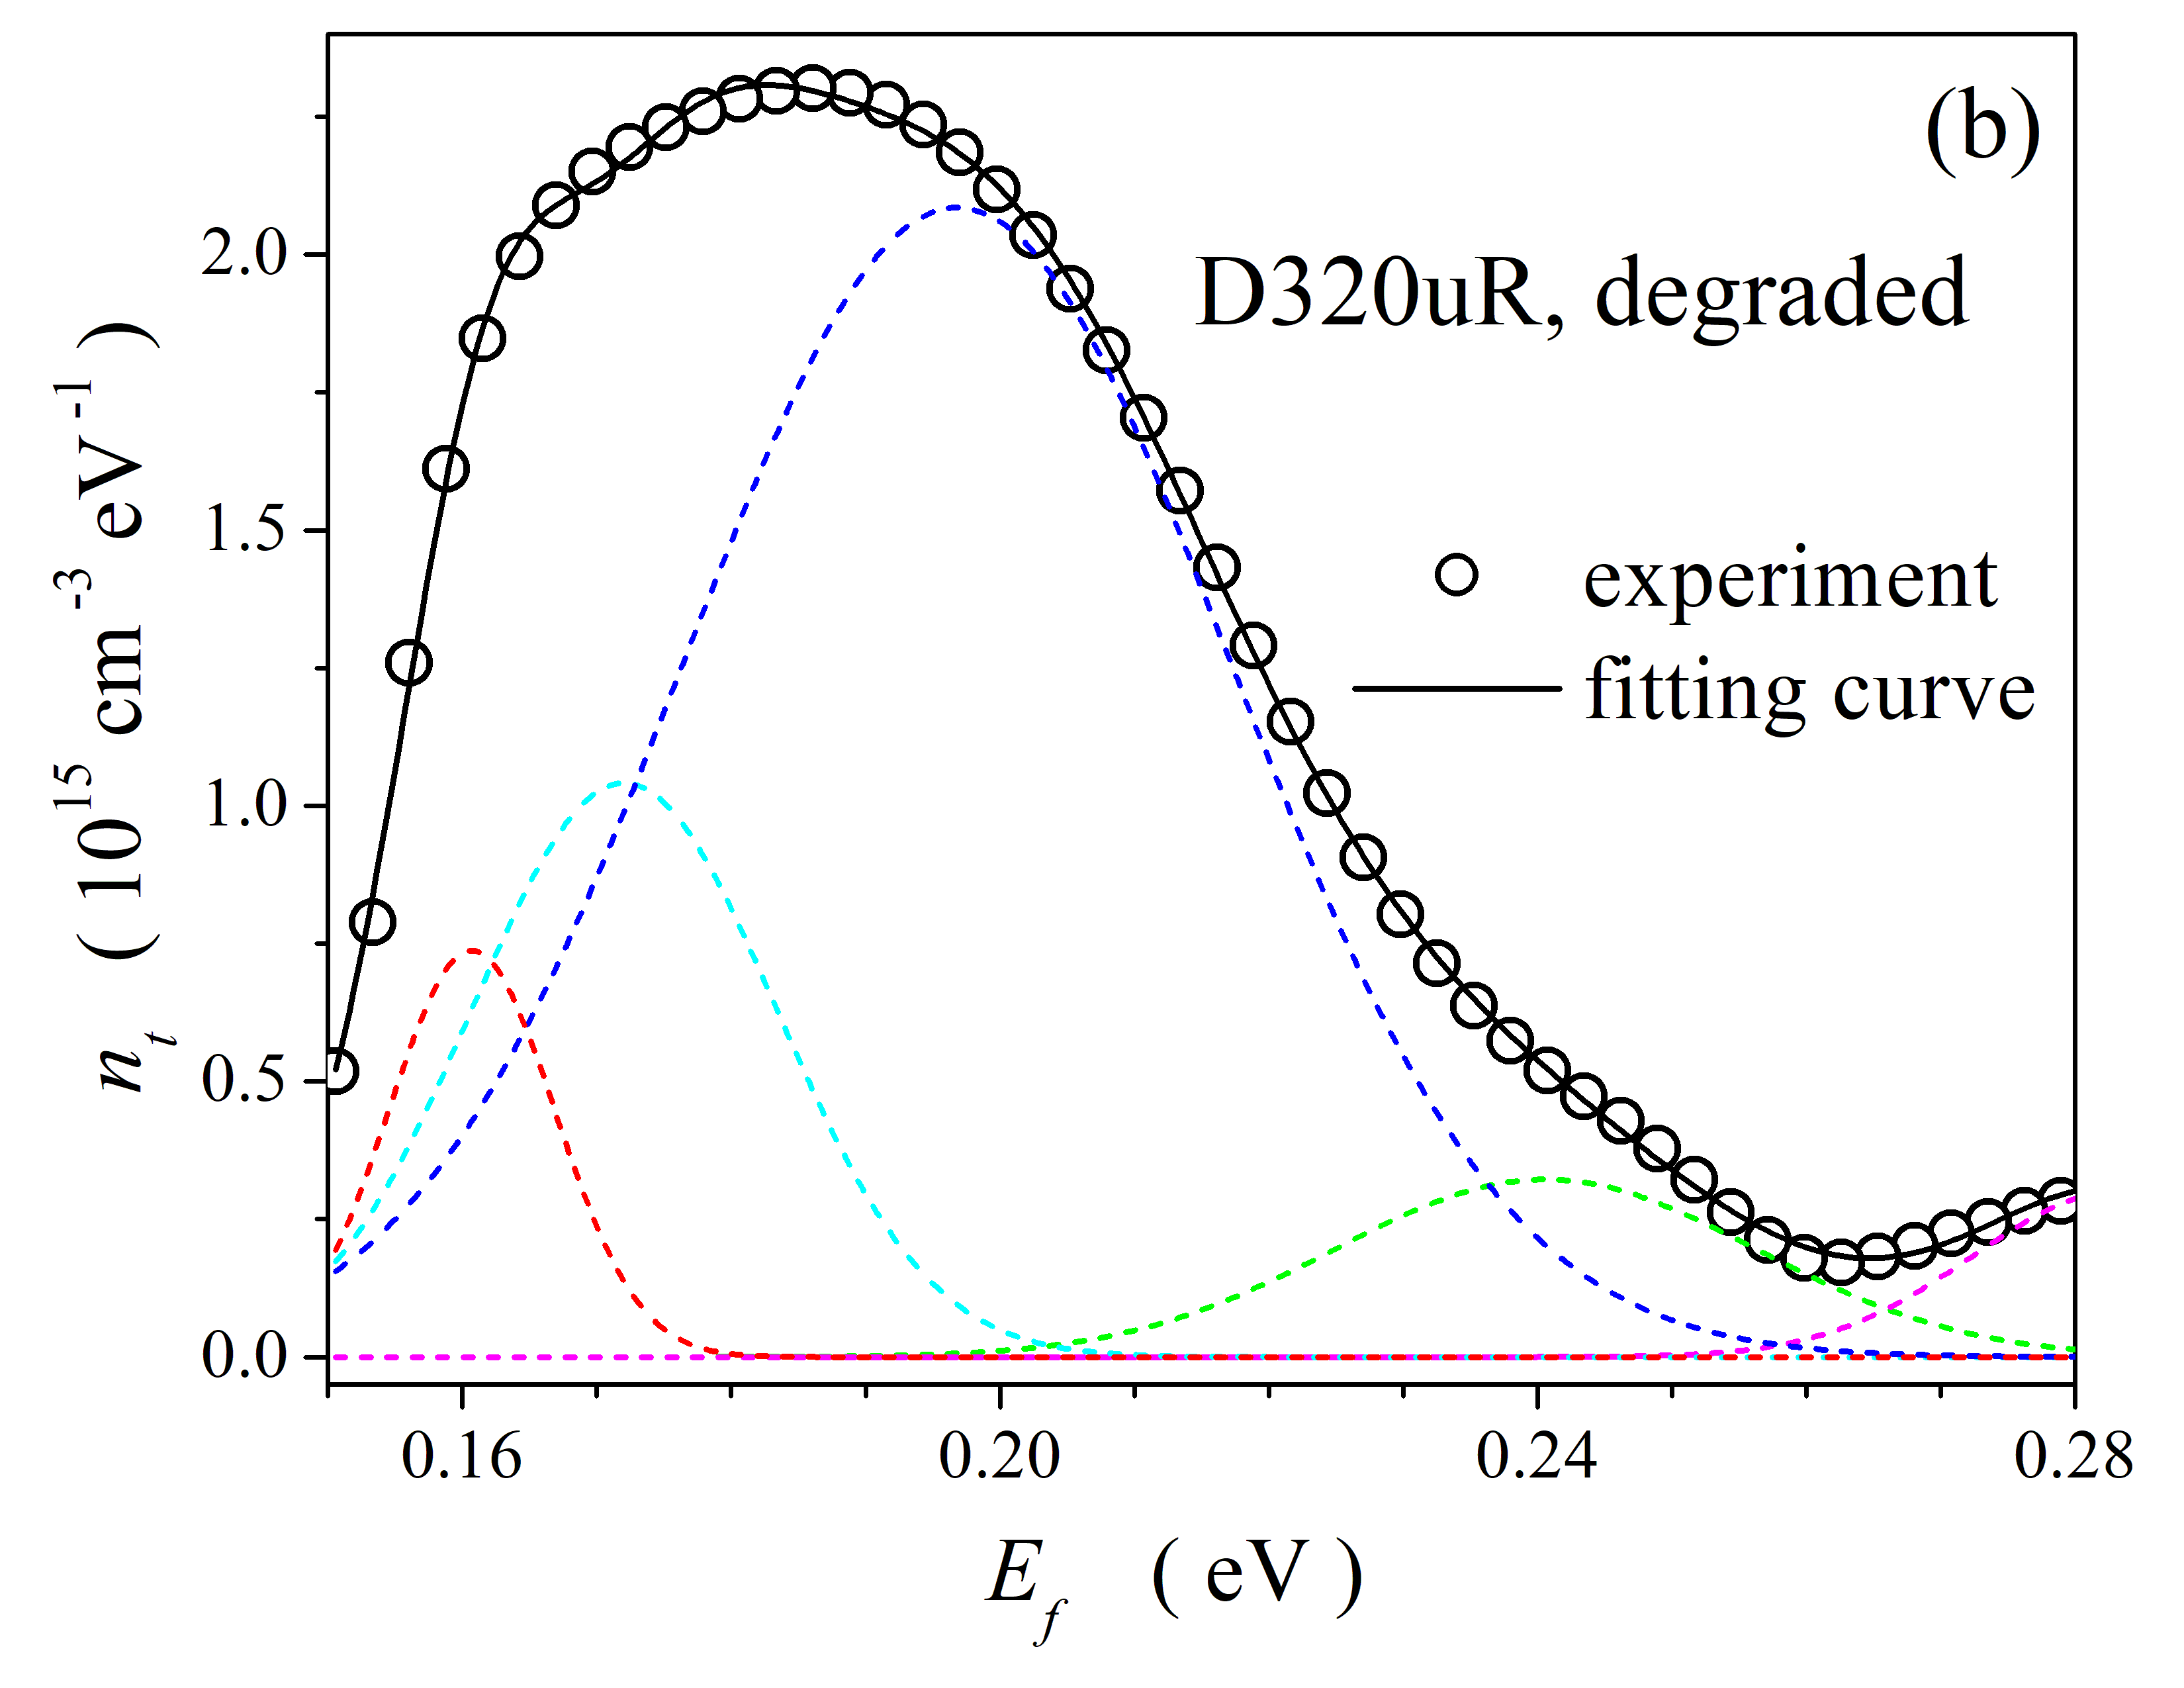 (b)
D320uR, degraded
experiment
fitting curve
n_t ( 10^15 cm^-3 eV^-1 )
2.0
1.5
1.0
0.5
0.0
0.16 0.20 0.24 0.28
E_f ( eV )